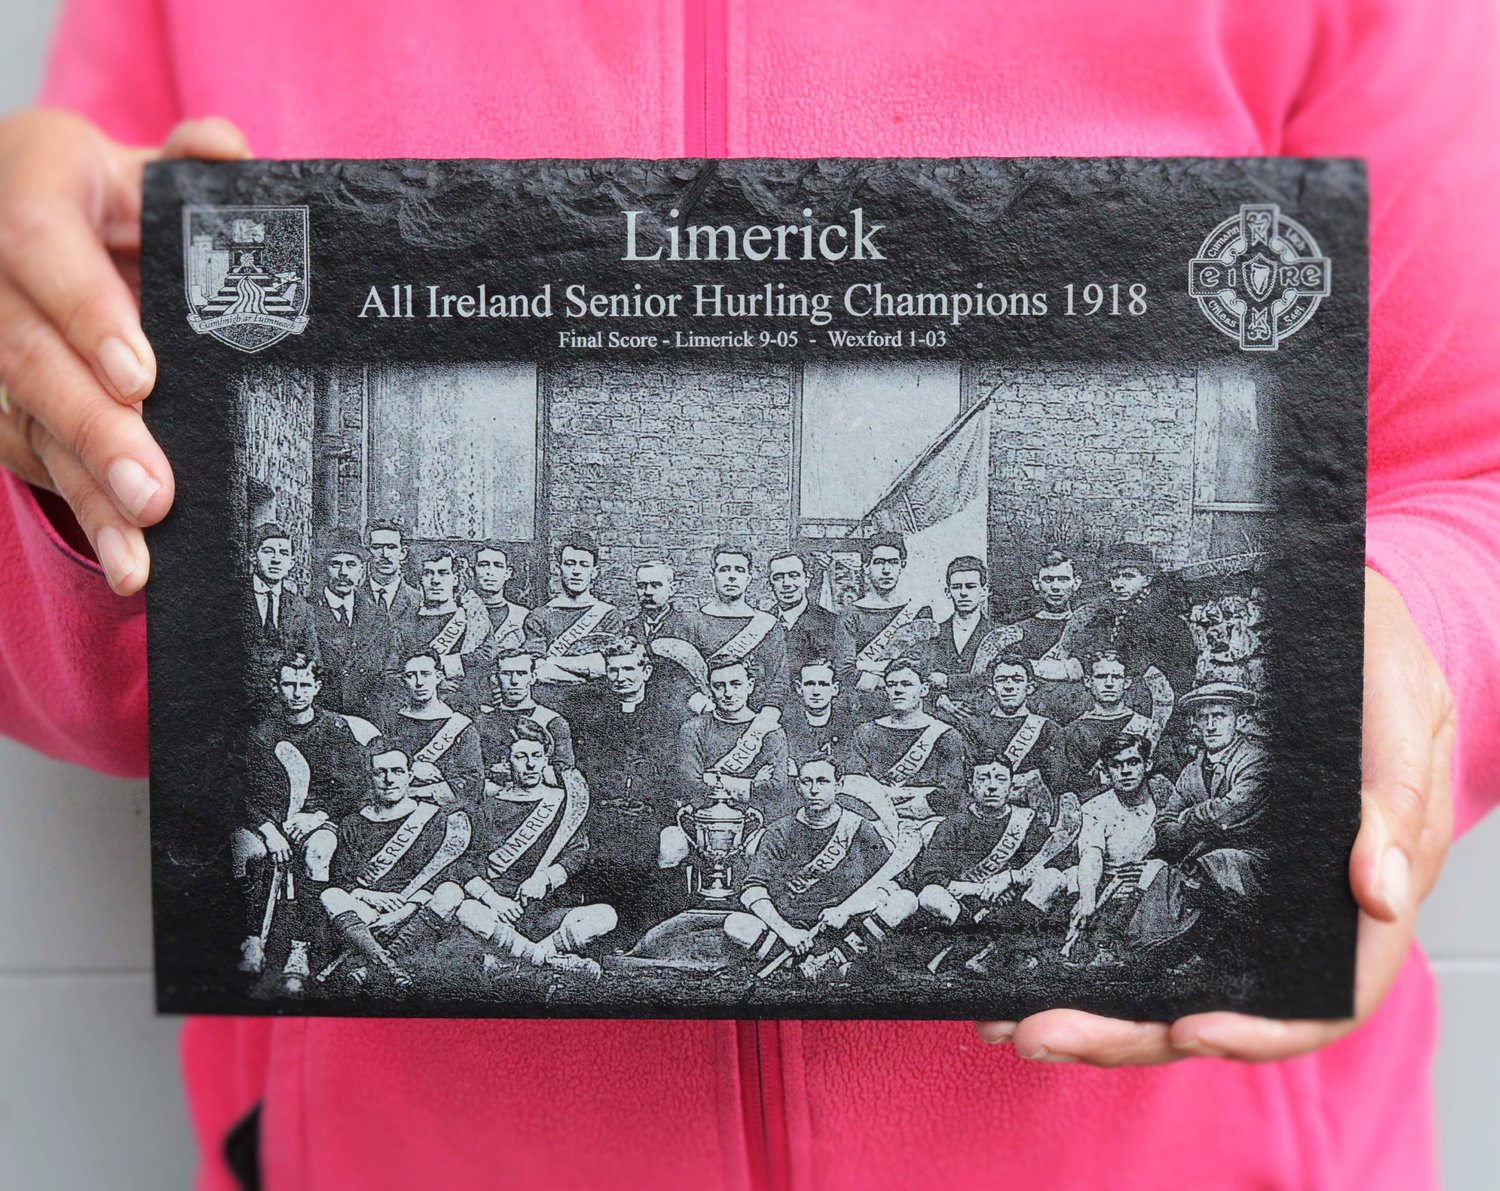 Limerick
All Ireland Senior Hurling Champions 1918
Final Score - Limerick 9-05 - Wexford 1-03
EIRE
LIMERICK
LIMERICK
LIMERICK